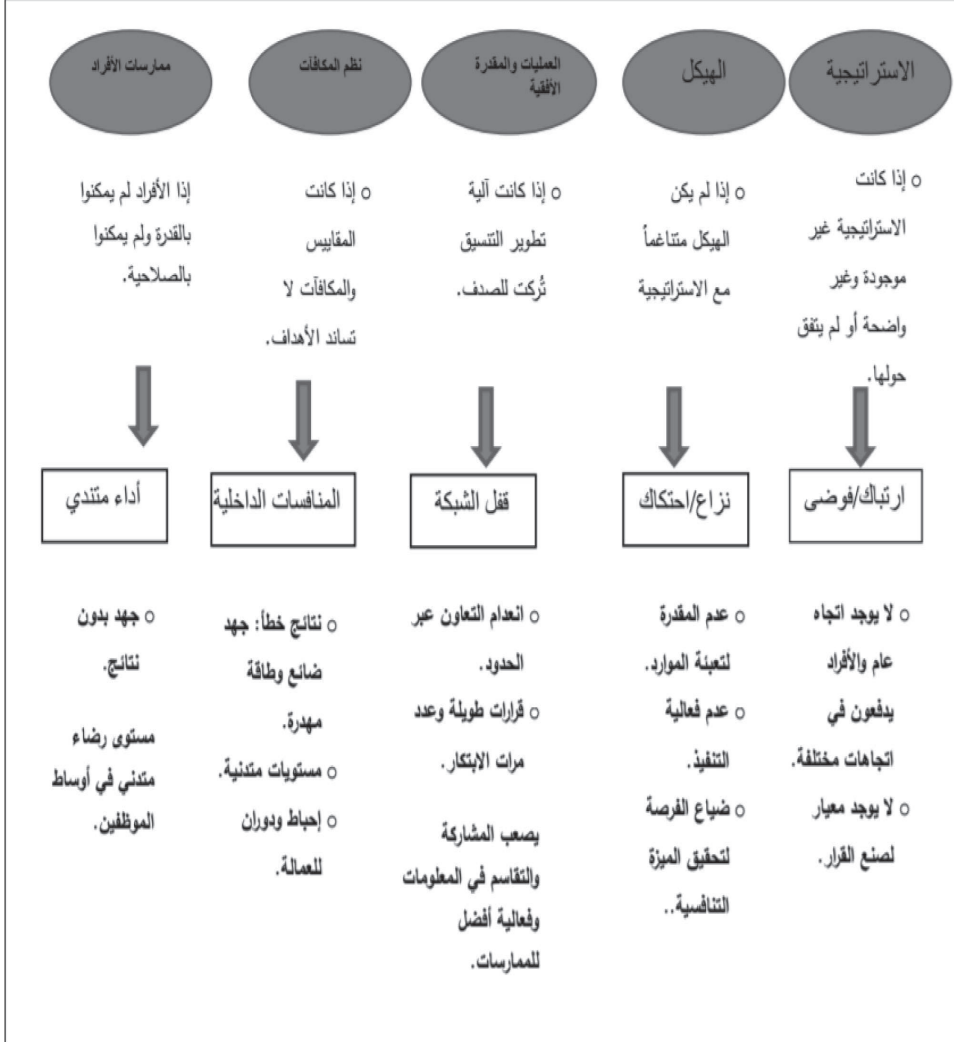 الاستراتيجية
الهيكل
العمليات والمقدرة
الأفقية
نظم المكافآت
ممارسات الأفراد
○ إذا كانت
الاستراتيجية غير
موجودة وغير
واضحة أو لم يتفق
حولها.
○ إذا لم يكن
الهيكل متناغماً
مع الاستراتيجية
○ إذا كانت آلية
تطوير التنسيق
تُركت للصدف.
○ إذا كانت
المقاييس
والمكافآت لا
تساند الأهداف.
إذا الأفراد لم يمكنوا
بالقدرة ولم يمكنوا
بالصلاحية.
ارتباك/فوضى
نزاع/احتكاك
قفل الشبكة
المنافسات الداخلية
أداء متندي
○ لا يوجد اتجاه
عام والأفراد
يدفعون في
اتجاهات مختلفة.
○ لا يوجد معيار
لصنع القرار.
○ عدم المقدرة
لتعبئة الموارد.
○ عدم فعالية
التنفيذ.
○ ضياع الفرصة
لتحقيق الميزة
التنافسية..
○ انعدام التعاون عبر
الحدود.
○ قرارات طويلة وعدد
مرات الابتكار.
يصعب المشاركة
والتقاسم في المعلومات
وفعالية أفضل
للممارسات.
○ نتائج خطأ: جهد
ضائع وطاقة
مهدرة.
○ مستويات متدنية.
○ إحباط ودوران
للعمالة.
○ جهد بدون
نتائج.
مستوى رضاء
متدني في أوساط
الموظفين.